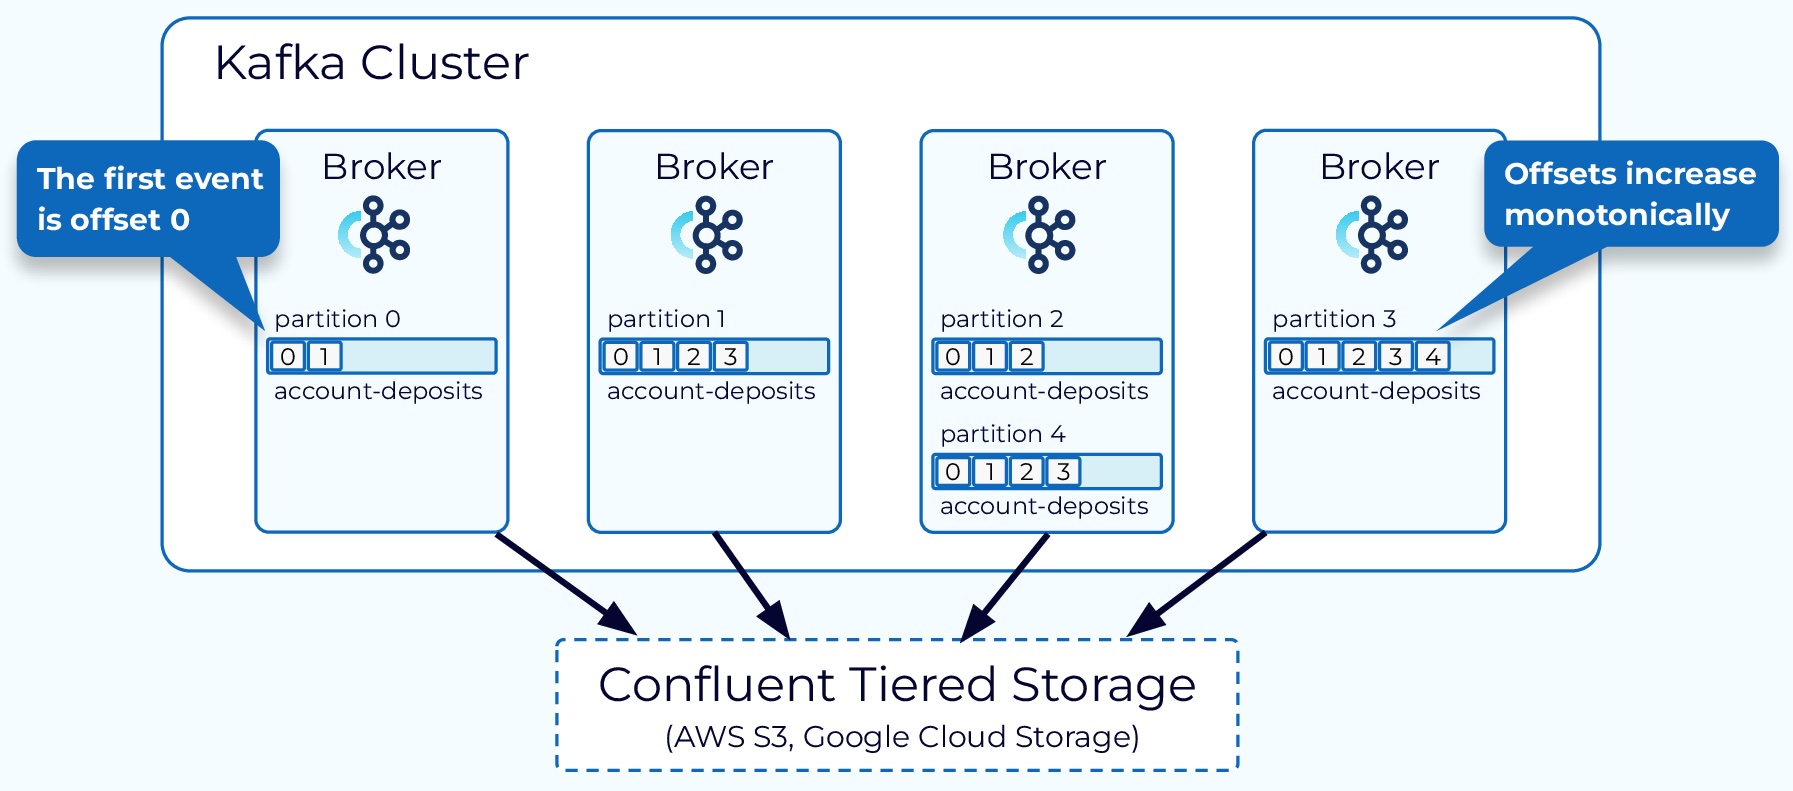 Kafka Cluster
The first event
is offset 0
Broker
partition 0
0 1
account-deposits
Broker
partition 1
0 1 2 3
account-deposits
Broker
partition 2
0 1 2
account-deposits
partition 4
0 1 2 3
account-deposits
Broker
partition 3
0 1 2 3 4
account-deposits
Offsets increase
monotonically
Confluent Tiered Storage
(AWS S3, Google Cloud Storage)